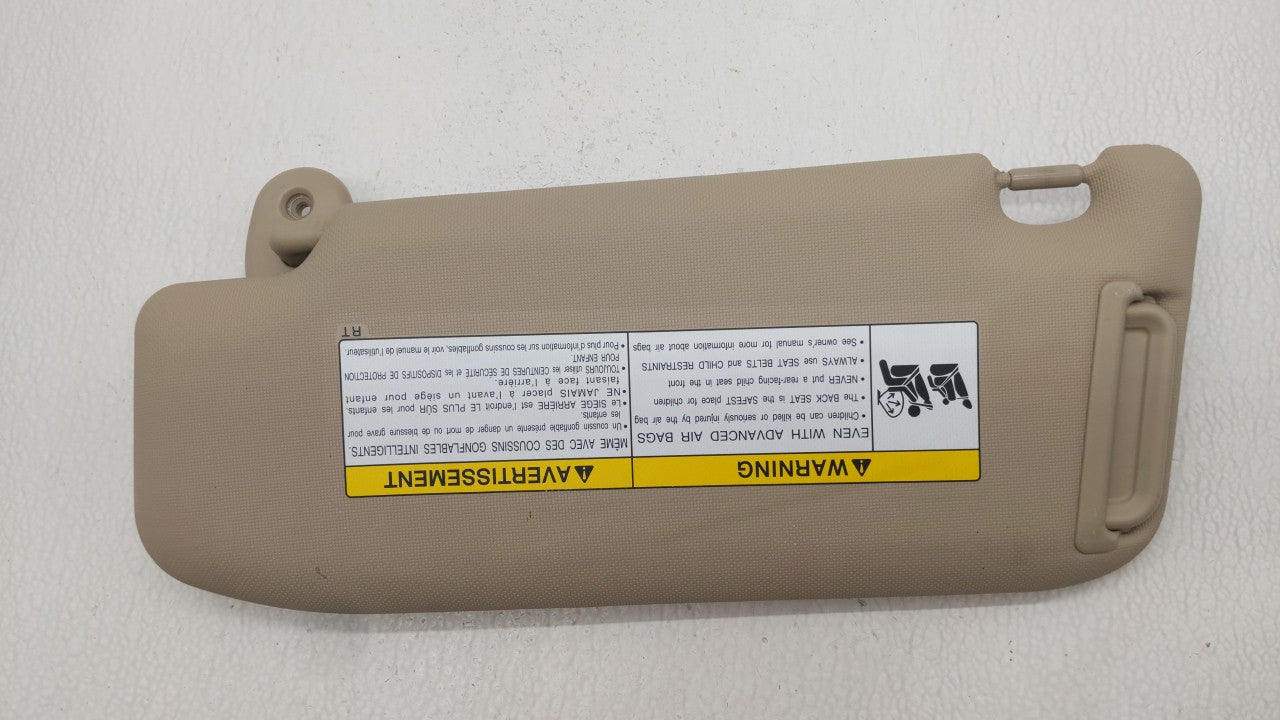 ⚠WARNING
EVEN WITH ADVANCED AIR BAGS
• Children can be killed or seriously injured by the air bag
• The BACK SEAT is the SAFEST place for children
• NEVER put a rear-facing child seat in the front
• ALWAYS use SEAT BELTS and CHILD RESTRAINTS
• See owner's manual for more information about air bags
⚠AVERTISSEMENT
MÊME AVEC DES COUSSINS GONFLABLES INTELLIGENTS.
• Un coussin gonflable présente un danger de mort ou de blessure grave pour
les enfants.
• Le SIÈGE ARRIÈRE est l'endroit LE PLUS SÛR pour les enfants.
• NE JAMAIS placer à l'avant un siège pour enfant
faisant face à l'arrière.
• TOUJOURS utiliser les CEINTURES DE SÉCURITÉ et les DISPOSITIFS DE PROTECTION
POUR ENFANT.
• Pour plus d'information sur les coussins gonflables, voir le manuel de l'utilisateur.
RT